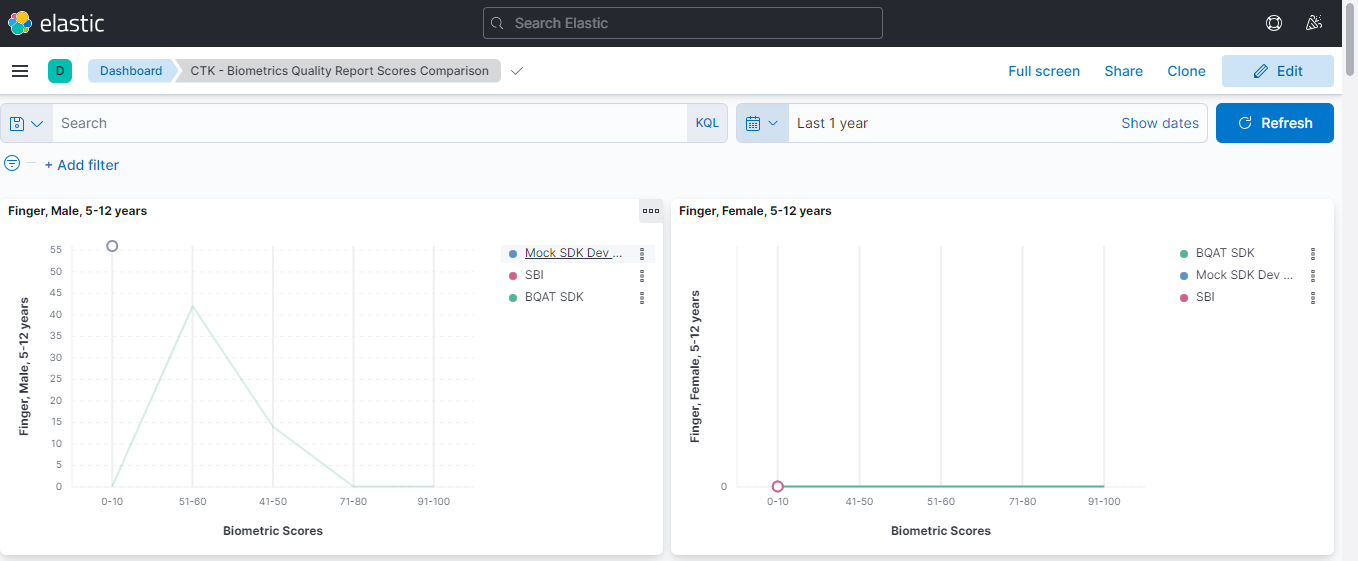 elastic
Search Elastic
D
Dashboard
CTK - Biometrics Quality Report Scores Comparison
Full screen
Share
Clone
Edit
Search
KQL
Last 1 year
Show dates
Refresh
+ Add filter
Finger, Male, 5-12 years
Finger, Male, 5-12 years
55
50
45
40
35
30
25
20
15
10
5
0
0-10
51-60
41-50
71-80
91-100
Biometric Scores
Mock SDK Dev ...
SBI
BQAT SDK
Finger, Female, 5-12 years
Finger, Female, 5-12 years
0
0-10
41-50
51-60
71-80
91-100
Biometric Scores
BQAT SDK
Mock SDK Dev ...
SBI